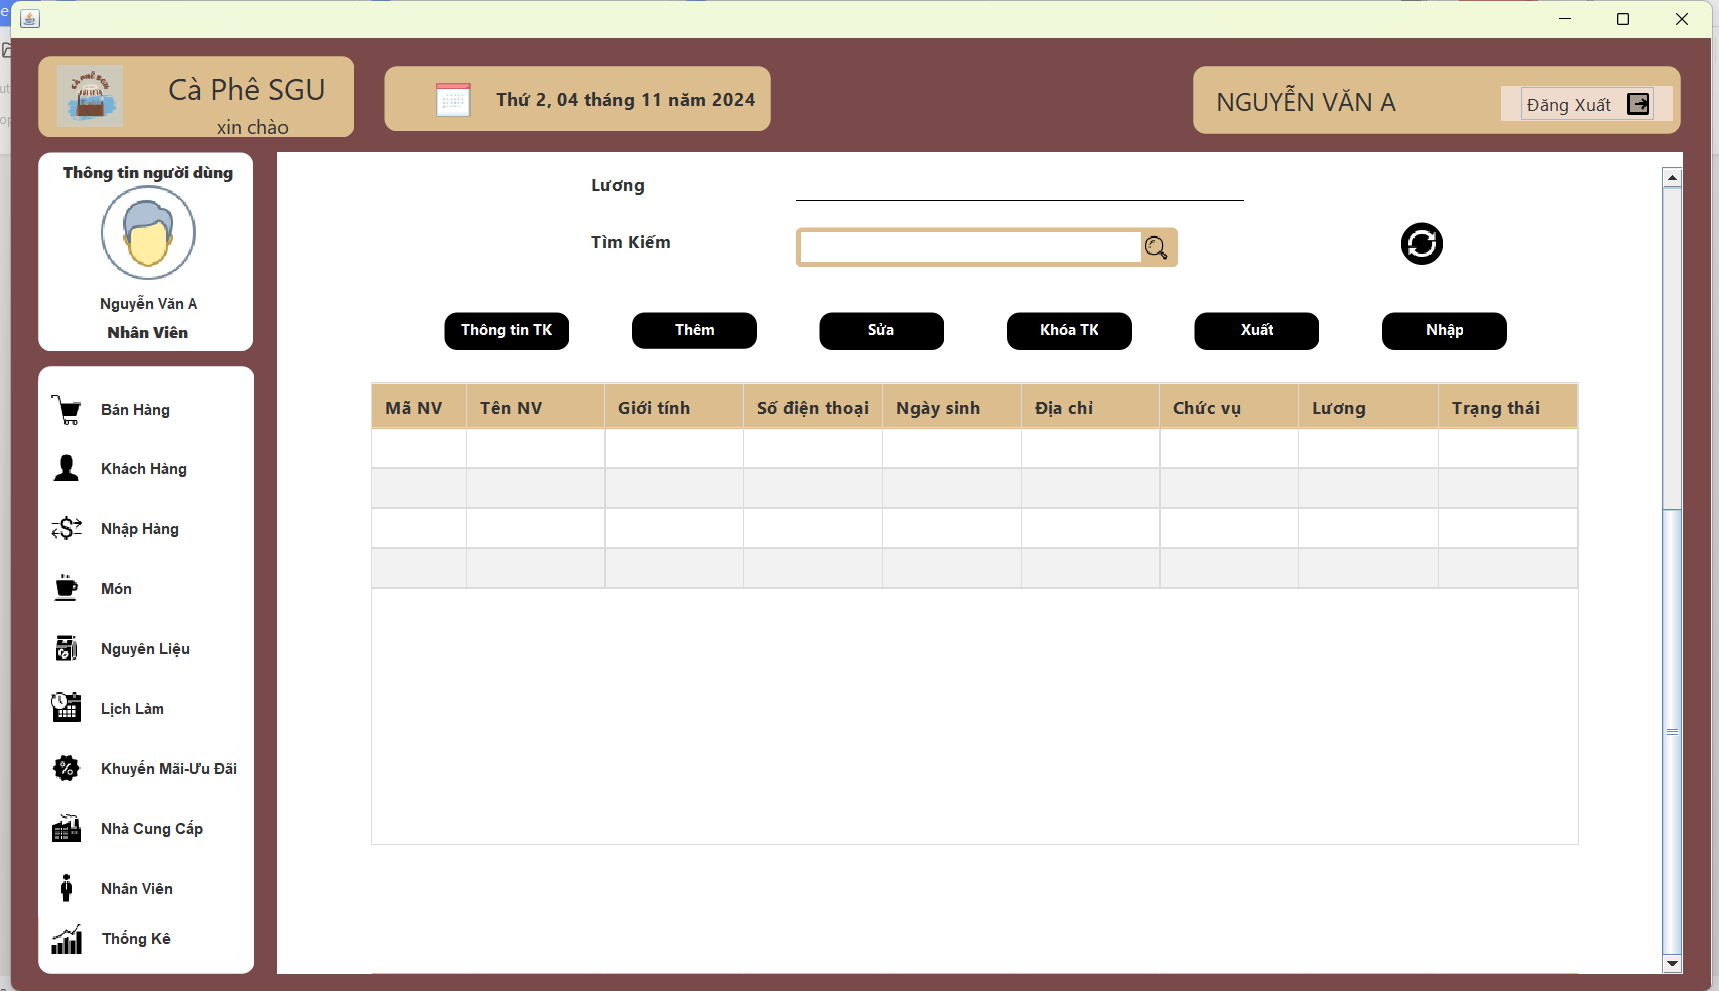 Cà Phê SGU
xin chào
Thứ 2, 04 tháng 11 năm 2024
NGUYỄN VĂN A
Đăng Xuất
Thông tin người dùng
Nguyễn Văn A
Nhân Viên
Bán Hàng
Khách Hàng
Nhập Hàng
Món
Nguyên Liệu
Lịch Làm
Khuyến Mãi-Ưu Đãi
Nhà Cung Cấp
Nhân Viên
Thống Kê
Lương
Tìm Kiếm
Thông tin TK
Thêm
Sửa
Khóa TK
Xuất
Nhập
Mã NV Tên NV Giới tính Số điện thoại Ngày sinh Địa chỉ Chức vụ Lương Trạng thái